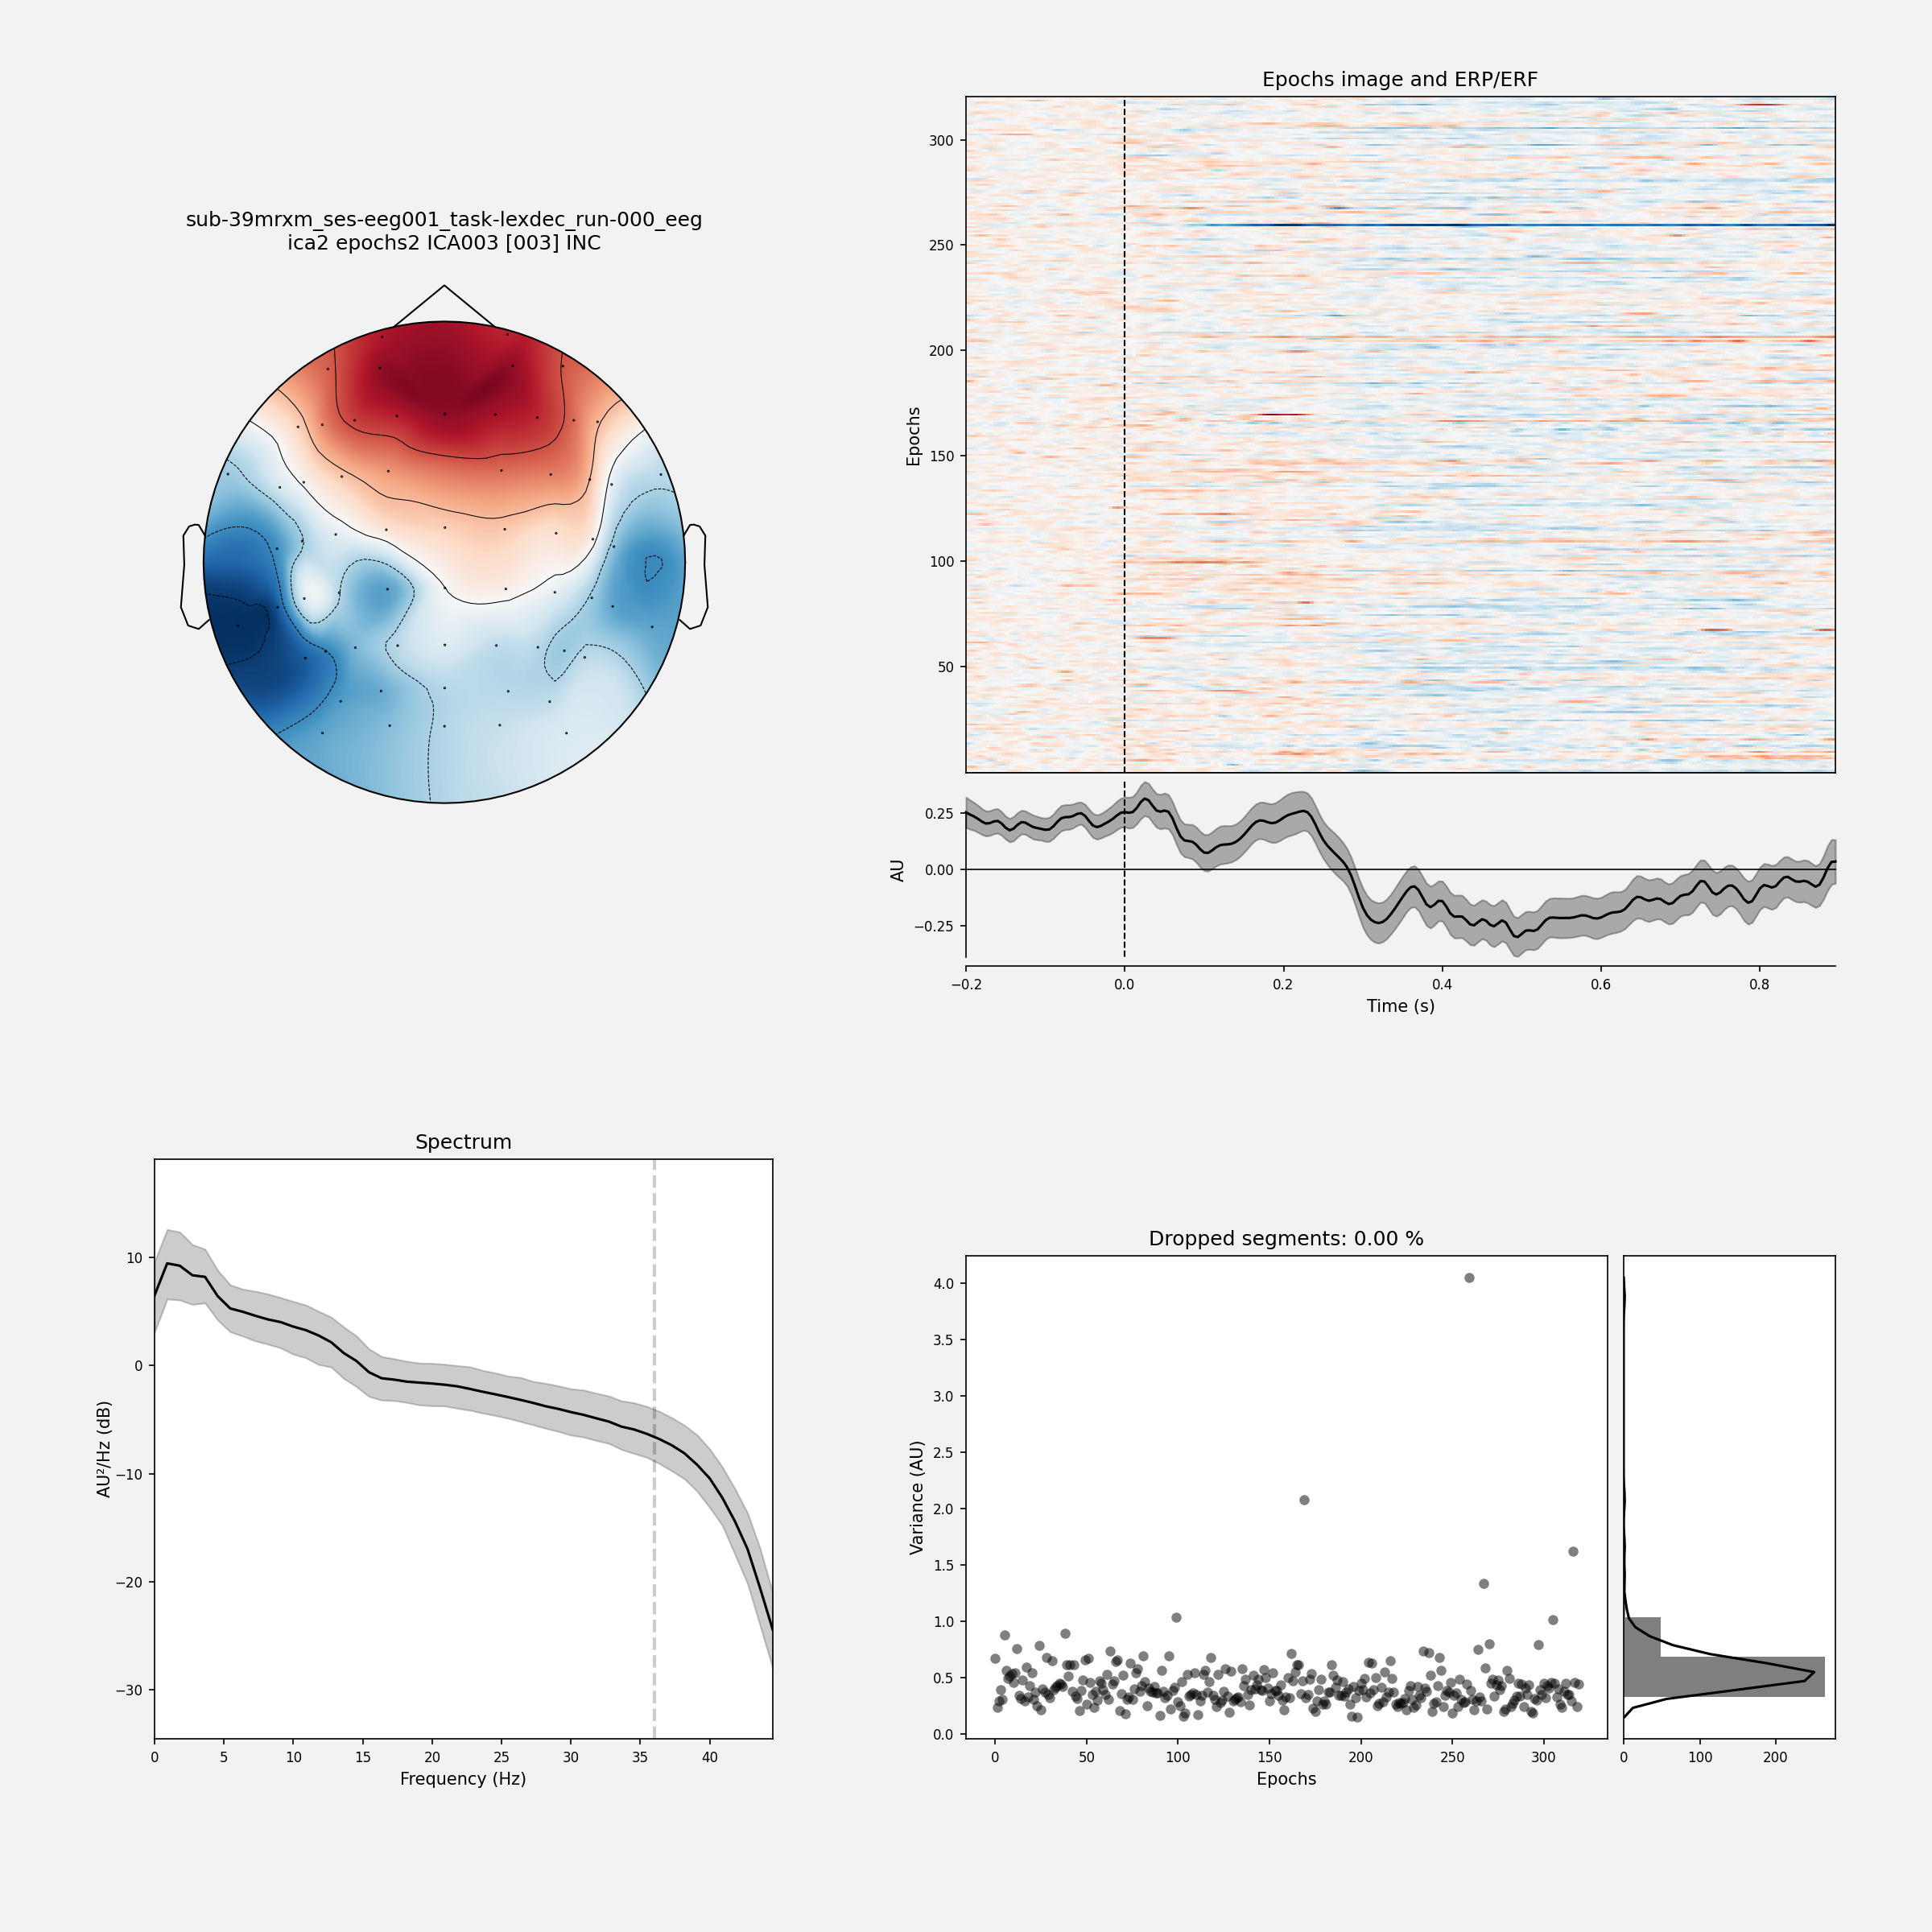 sub-39mrxm_ses-eeg001_task-lexdec_run-000_eeg
ica2 epochs2 ICA003 [003] INC
Epochs image and ERP/ERF
300
250
200
150
100
50
Epochs
0.25
0.00
−0.25
AU
−0.2 0.0 0.2 0.4 0.6 0.8
Time (s)
Spectrum
10
0
−10
−20
−30
AU²/Hz (dB)
0 5 10 15 20 25 30 35 40
Frequency (Hz)
Dropped segments: 0.00 %
4.0
3.5
3.0
2.5
2.0
1.5
1.0
0.5
0.0
Variance (AU)
0 50 100 150 200 250 300
Epochs
0 100 200